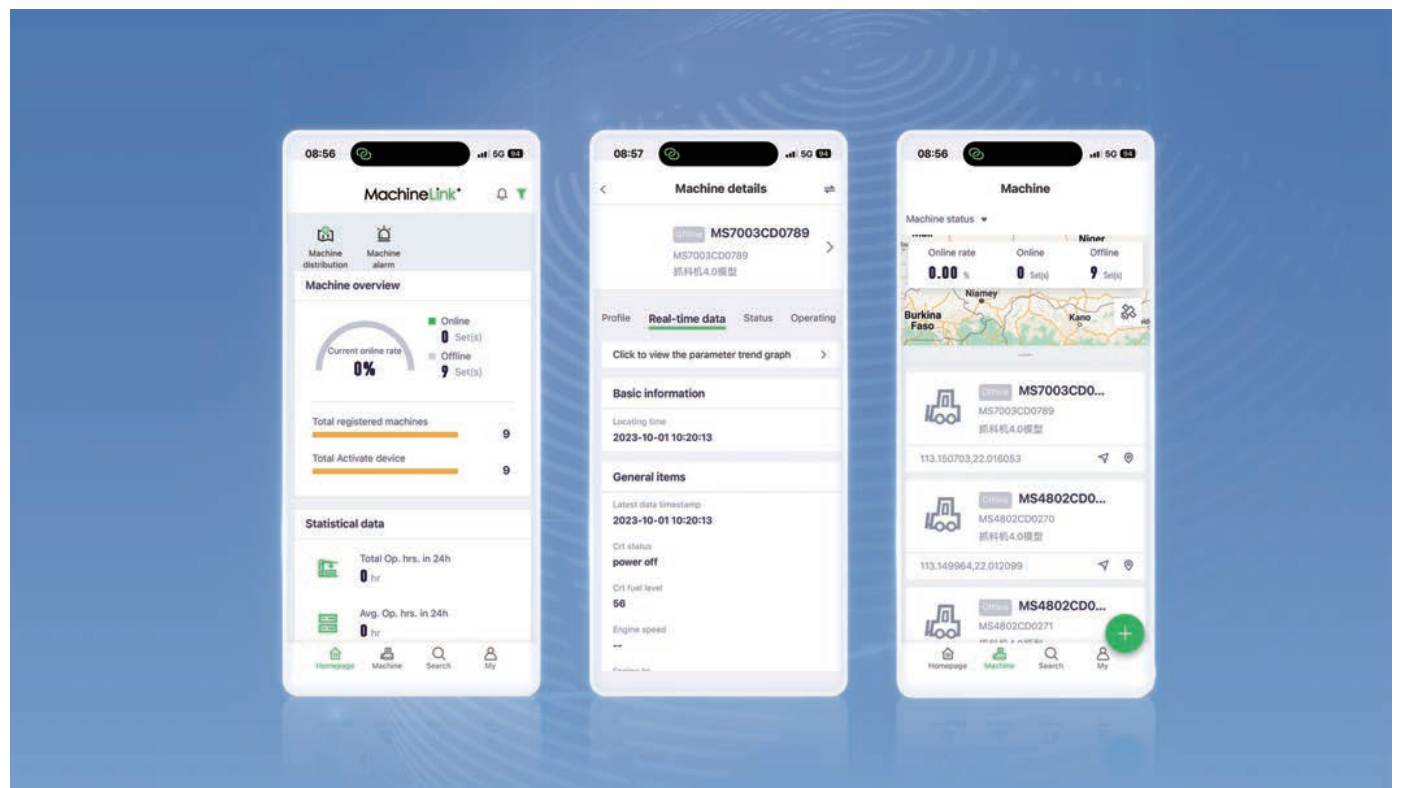 08:56
5G 94
MachineLink+
Machine distribution
Machine alarm
Machine overview
Current online rate
0%
Online
0 Set(s)
Offline
9 Set(s)
Total registered machines
9
Total Activate device
9
Statistical data
Total Op. hrs. in 24h
0 hr
Avg. Op. hrs. in 24h
0 hr
Homepage
Machine
Search
My
08:57
5G 94
Machine details
Offline MS7003CD0789
MS7003CD0789
抓料机4.0模型
Profile
Real-time data
Status
Operating
Click to view the parameter trend graph
Basic information
Locating time
2023-10-01 10:20:13
General items
Latest data timestamp
2023-10-01 10:20:13
Crt status
power off
Crt fuel level
56
Engine speed
--
08:56
5G 94
Machine
Machine status
Niger
Online rate
0.00 %
Online
0 Set(s)
Offline
9 Set(s)
Niamey
Burkina
Faso
Kano
Offline MS7003CD0...
MS7003CD0789
抓料机4.0模型
113.150703,22.016053
Offline MS4802CD0...
MS4802CD0270
抓料机4.0模型
113.149964,22.012099
Offline MS4802CD0...
MS4802CD0271
Homepage
Machine
Search
My